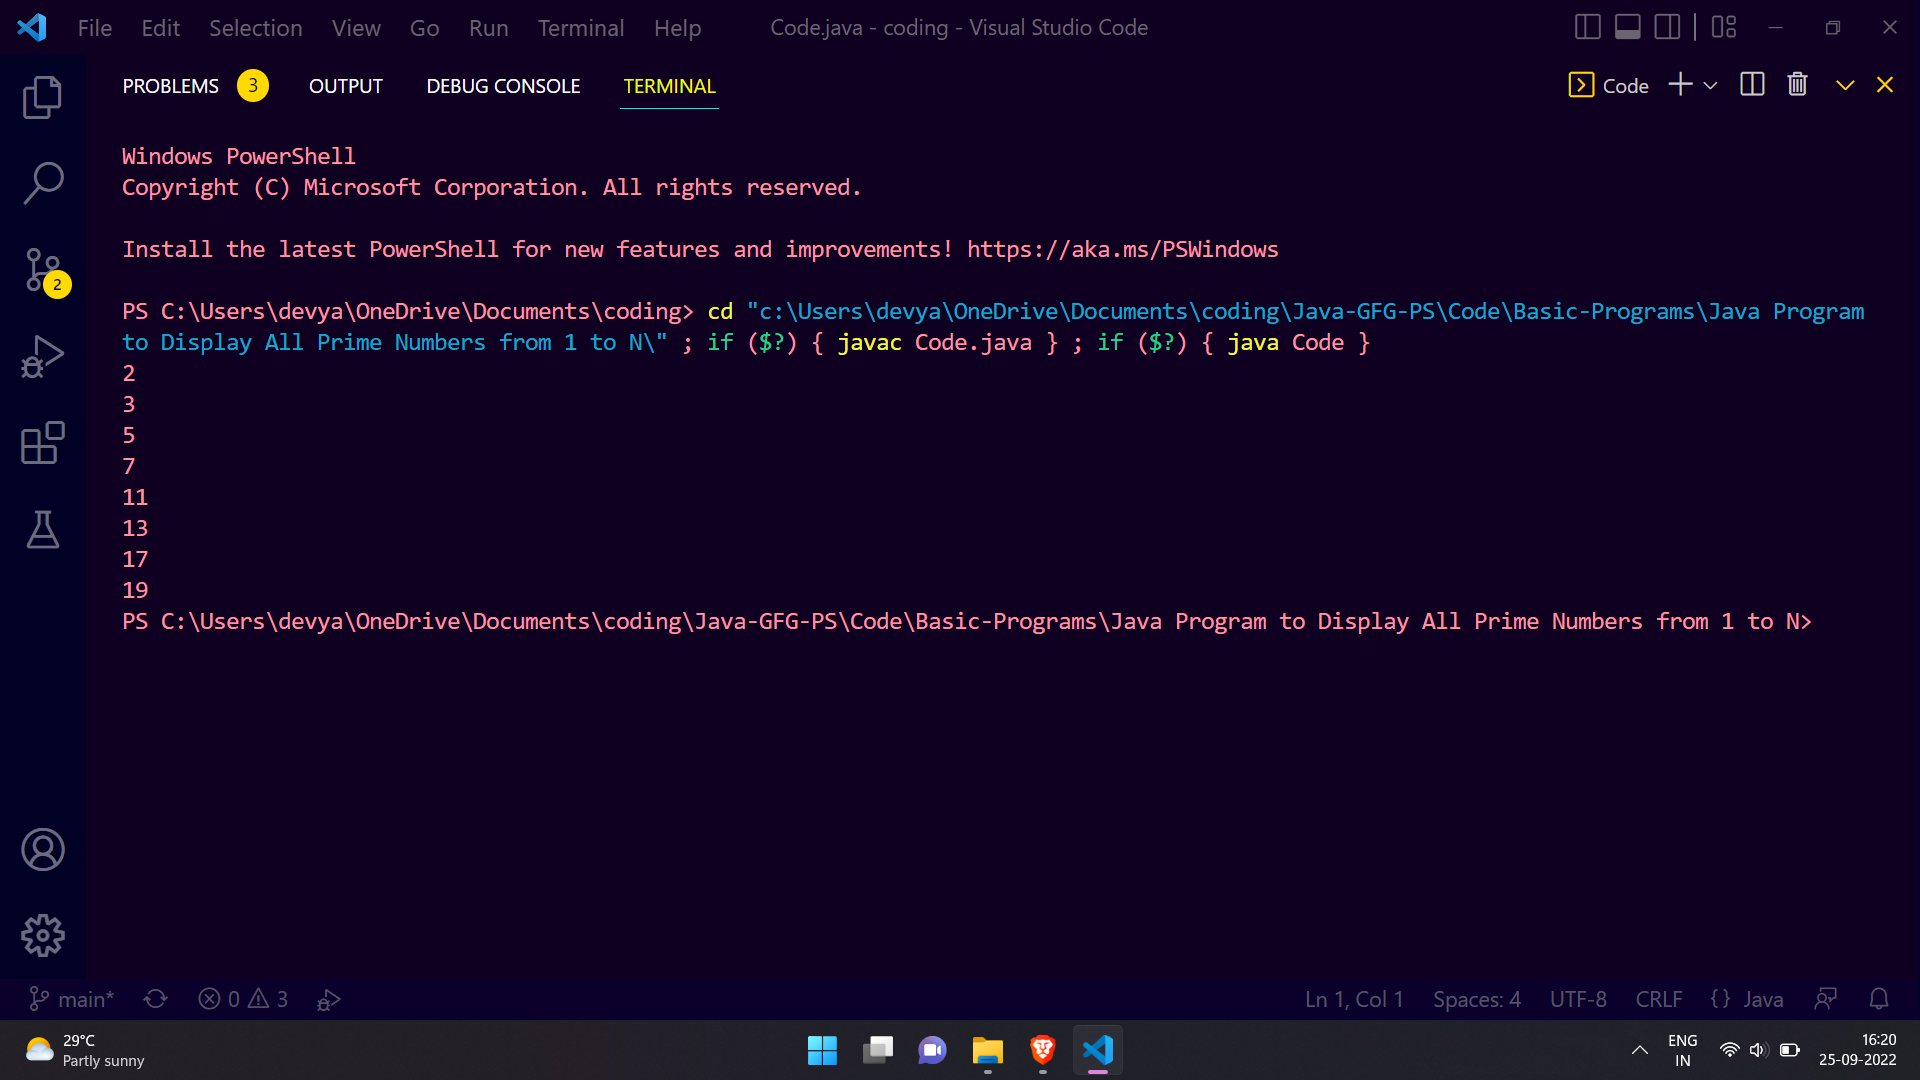 File Edit Selection View Go Run Terminal Help Code.java - coding - Visual Studio Code
PROBLEMS 3 OUTPUT DEBUG CONSOLE TERMINAL Code
Windows PowerShell
Copyright (C) Microsoft Corporation. All rights reserved.
Install the latest PowerShell for new features and improvements! https://aka.ms/PSWindows
PS C:\Users\devya\OneDrive\Documents\coding> cd "c:\Users\devya\OneDrive\Documents\coding\Java-GFG-PS\Code\Basic-Programs\Java Program
to Display All Prime Numbers from 1 to N\" ; if ($?) { javac Code.java } ; if ($?) { java Code }
2
2
3
5
7
11
13
17
19
PS C:\Users\devya\OneDrive\Documents\coding\Java-GFG-PS\Code\Basic-Programs\Java Program to Display All Prime Numbers from 1 to N>
main* 0 3 Ln 1, Col 1 Spaces: 4 UTF-8 CRLF {} Java
29°C
Partly sunny
ENG
IN
16:20
25-09-2022